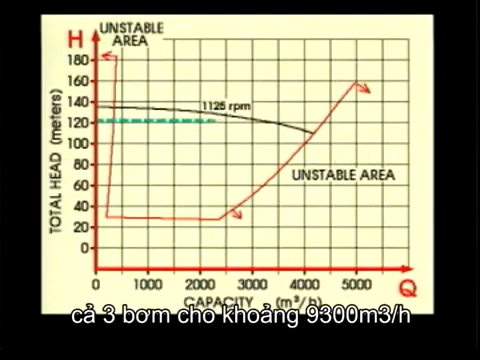 H
UNSTABLE
AREA
180
160
140
120
100
80
60
40
20
0
TOTAL HEAD (meters)
1125 rpm
UNSTABLE AREA
0 1000 2000 3000 4000 5000
Q
CAPACITY (m³/h)
cả 3 bơm cho khoảng 9300m3/h